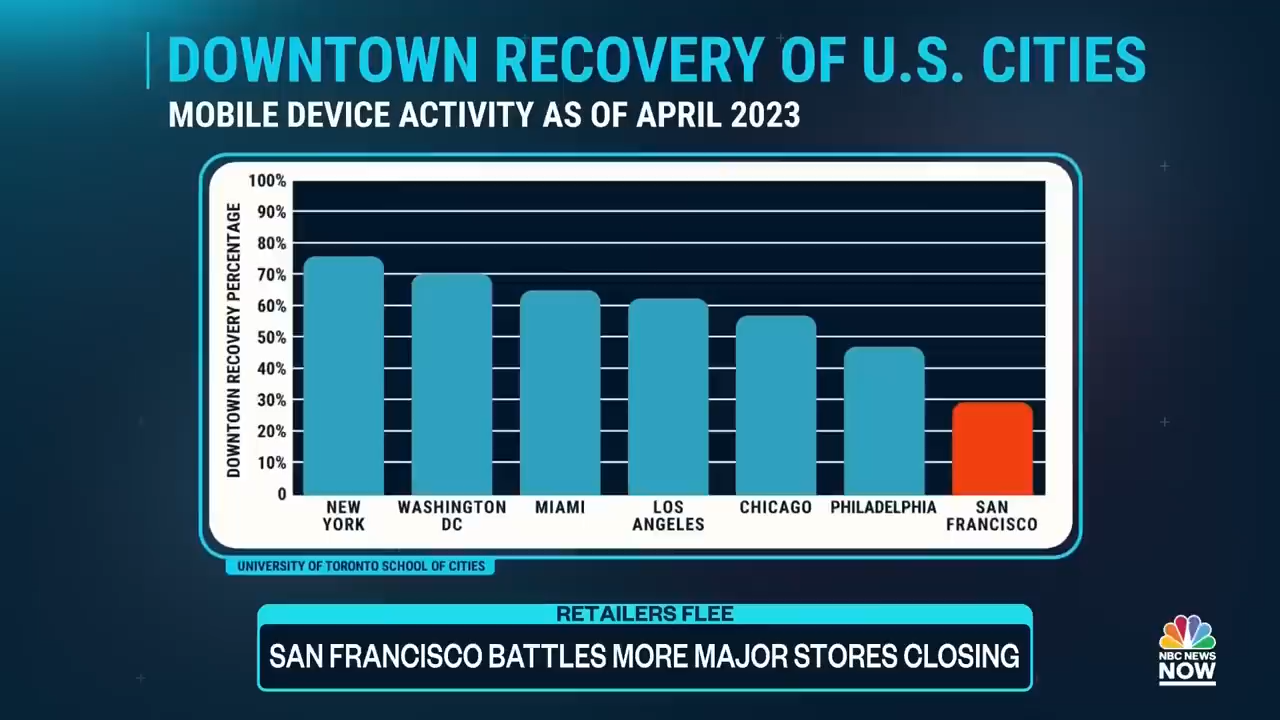 DOWNTOWN RECOVERY OF U.S. CITIES
MOBILE DEVICE ACTIVITY AS OF APRIL 2023
DOWNTOWN RECOVERY PERCENTAGE
100%
90%
80%
70%
60%
50%
40%
30%
20%
10%
0
NEW YORK
WASHINGTON DC
MIAMI
LOS ANGELES
CHICAGO
PHILADELPHIA
SAN FRANCISCO
UNIVERSITY OF TORONTO SCHOOL OF CITIES
RETAILERS FLEE
SAN FRANCISCO BATTLES MORE MAJOR STORES CLOSING
NBC NEWS
NOW